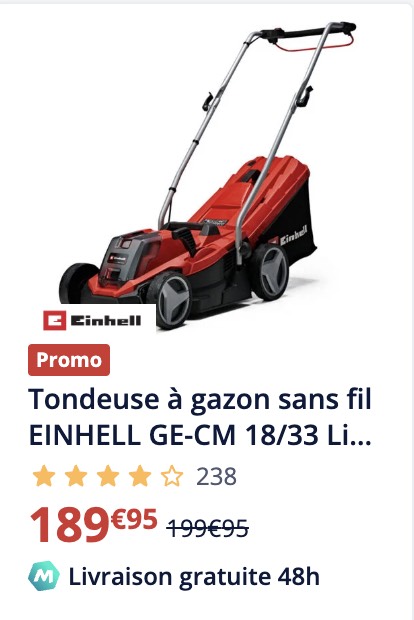 Einhell
Einhell
Promo
Tondeuse à gazon sans fil
EINHELL GE-CM 18/33 Li...
238
189€95 199€95
M Livraison gratuite 48h